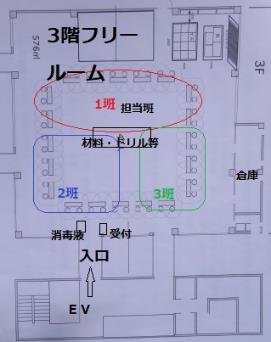 3階フリー
ルーム
576㎡
3F
1班 担当班
材料・ドリル等
2班
3班
倉庫
消毒液
受付
入口
EV